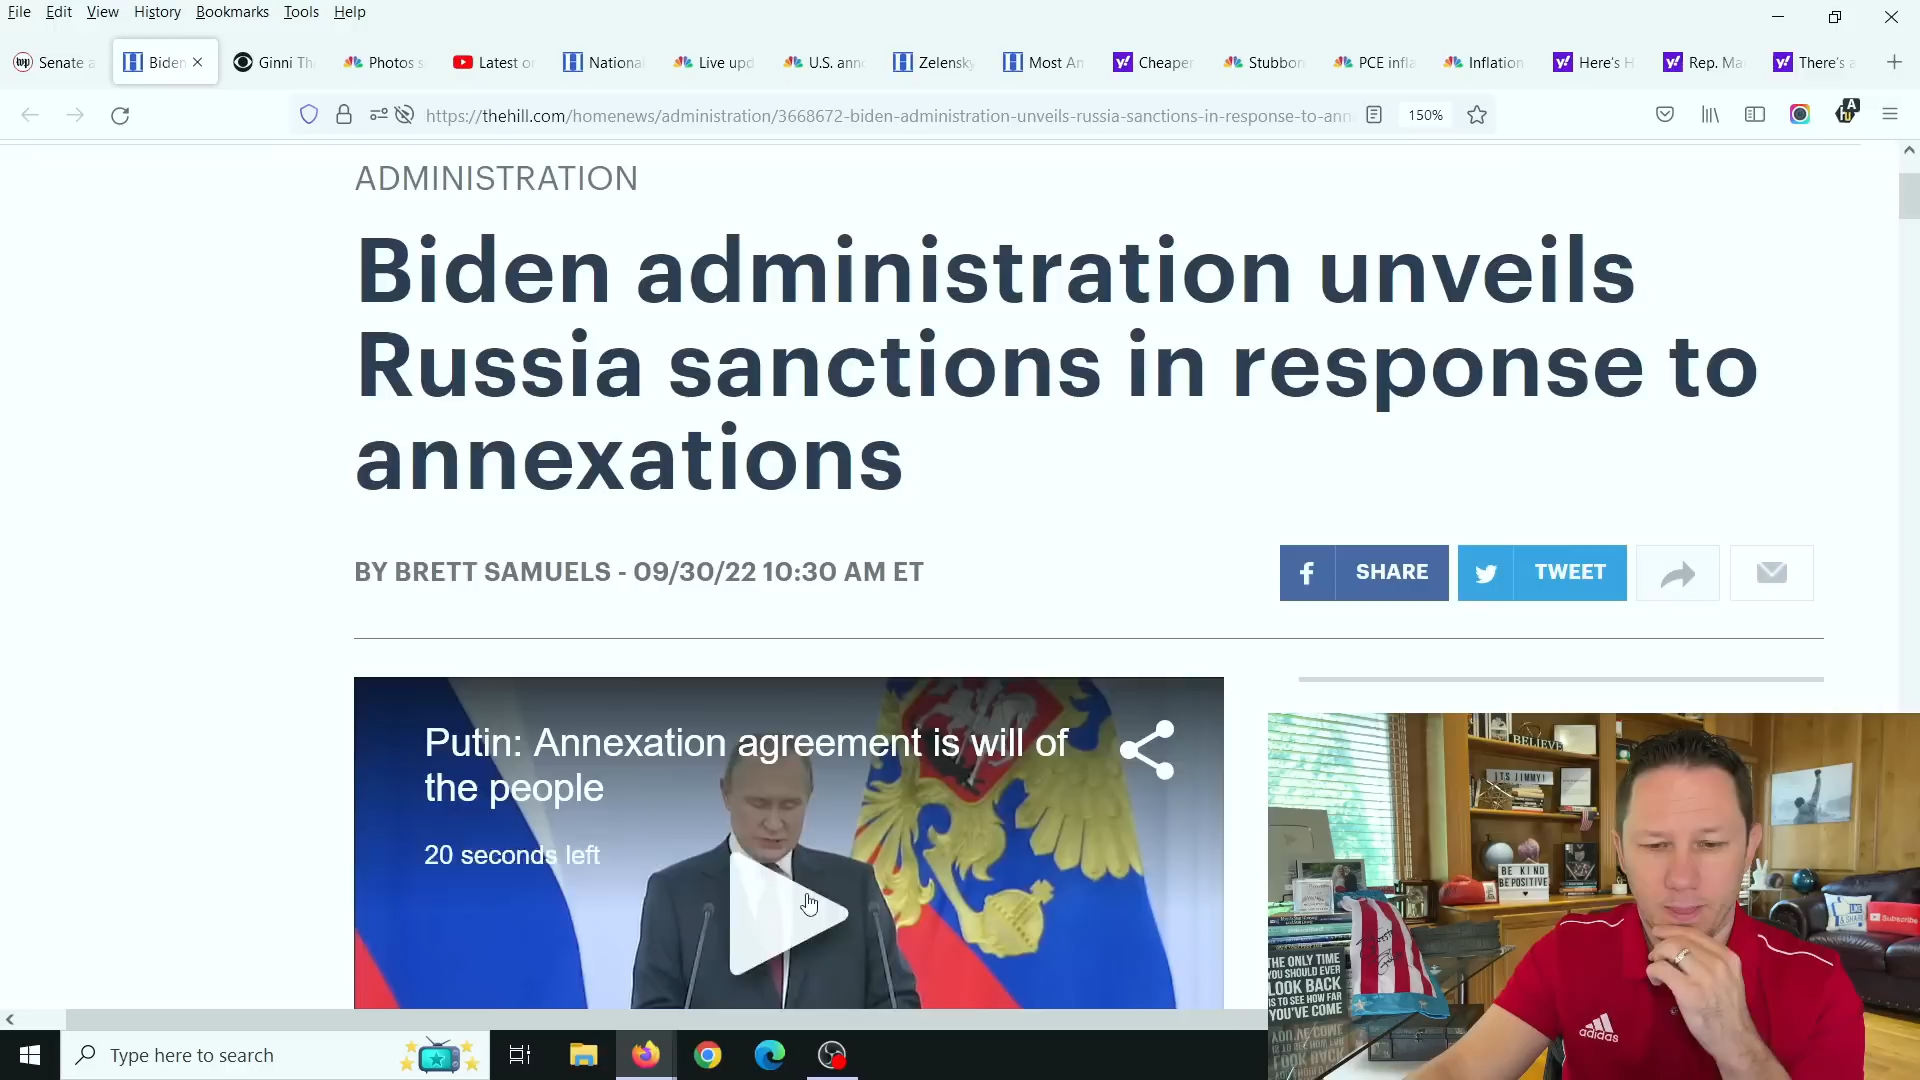 File Edit View History Bookmarks Tools Help
Senate a
Biden
Ginni Th
Photos s
Latest o
Nationa
Live upd
U.S. ann
Zelensky
Most An
Cheaper
Stubbor
PCE infla
Inflation
Here's H
Rep. Ma
There's a
https://thehill.com/homenews/administration/3668672-biden-administration-unveils-russia-sanctions-in-response-to-ann
150%
ADMINISTRATION
Biden administration unveils
Russia sanctions in response to
annexations
BY BRETT SAMUELS - 09/30/22 10:30 AM ET
SHARE
TWEET
Putin: Annexation agreement is will of
the people
20 seconds left
BELIEVE
ITS JIMMY!
BE KIND
BE POSITIVE
THE ONLY TIME
YOU SHOULD EVER
LOOK BACK
IS TO SEE HOW FAR
YOU'VE COME
adidas
LIKE
& SHARE
Subscribe
Type here to search